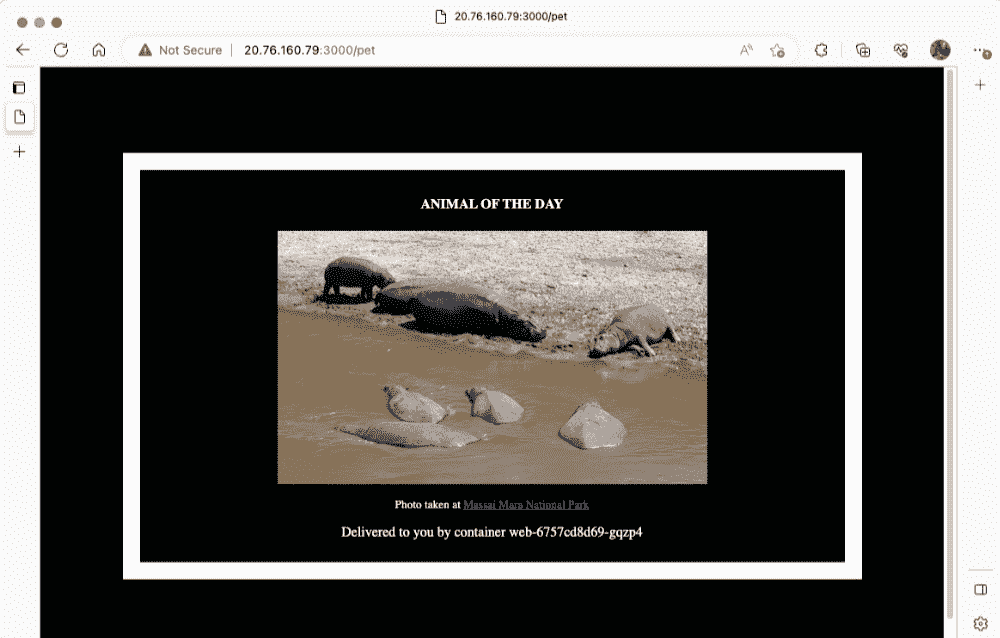 20.76.160.79:3000/pet
Not Secure | 20.76.160.79:3000/pet
ANIMAL OF THE DAY
Photo taken at Massai Mara National Park
Delivered to you by container web-6757cd8d69-gqzp4